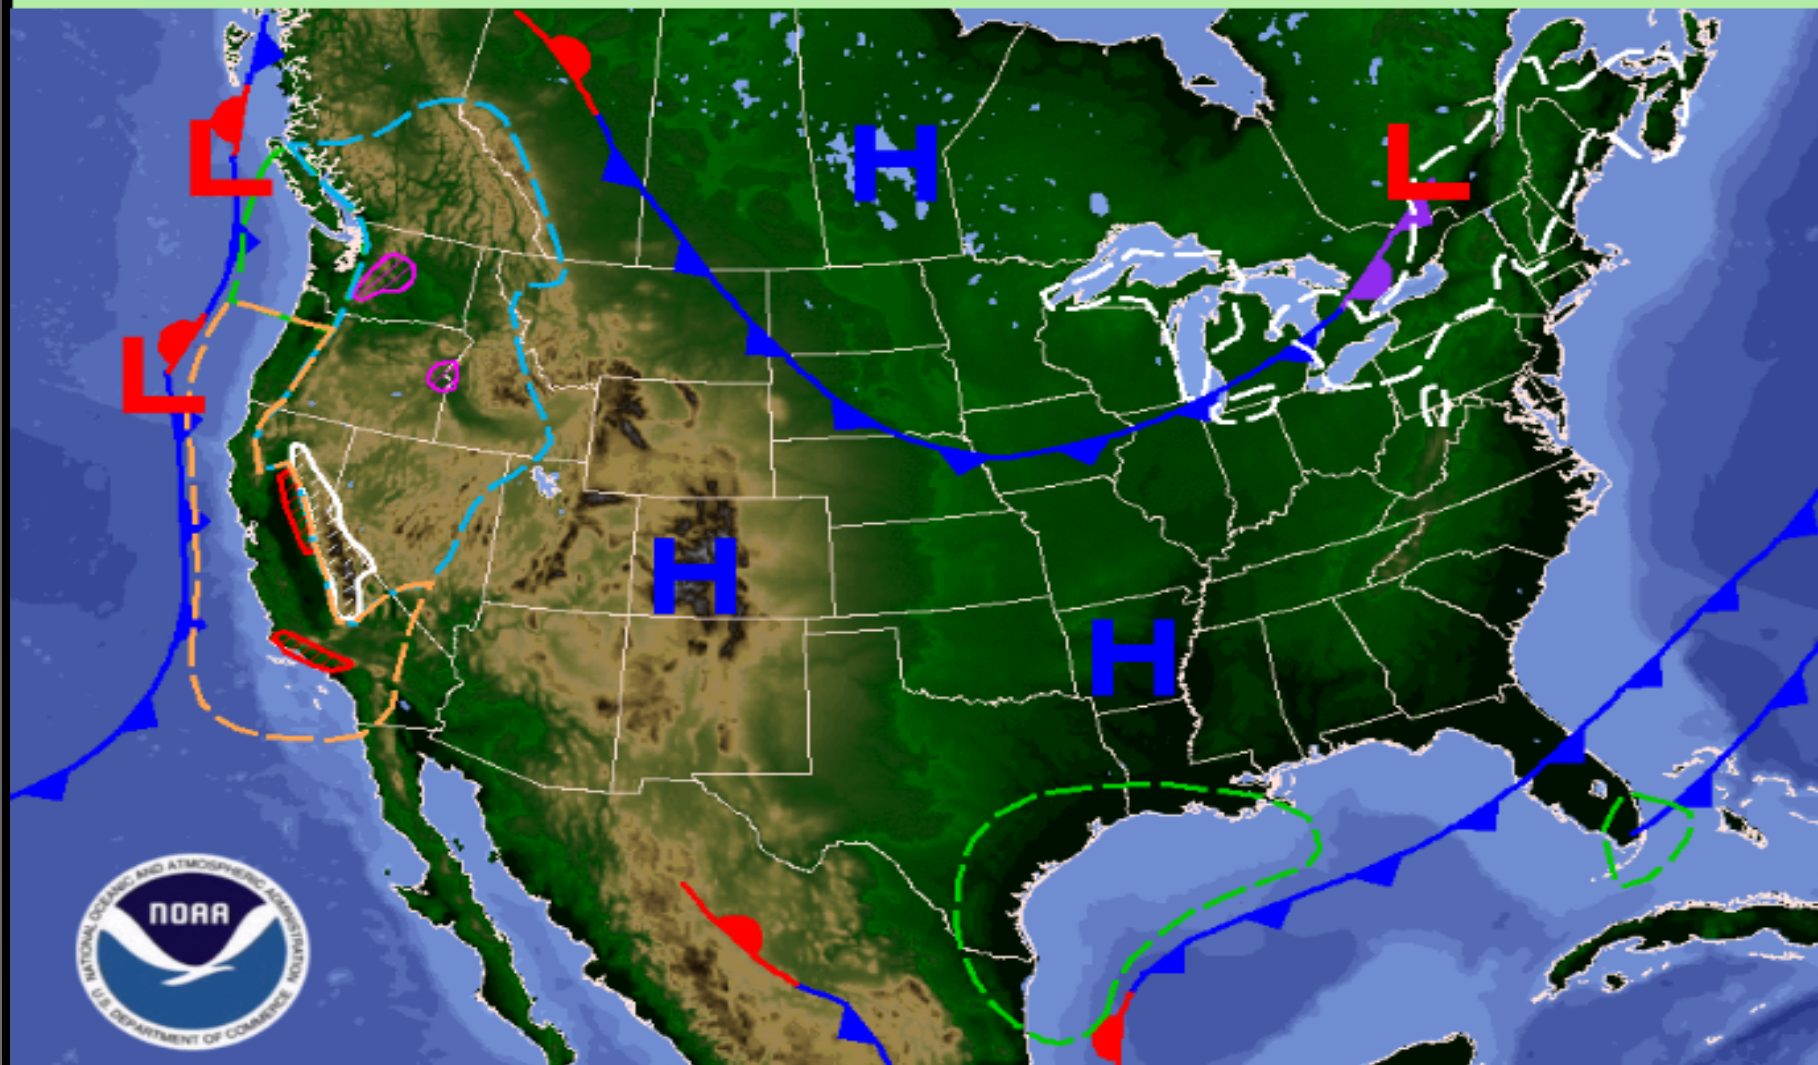 H
L
L
L
H
H
NATIONAL OCEANIC AND ATMOSPHERIC ADMINISTRATION
NOAA
U.S. DEPARTMENT OF COMMERCE